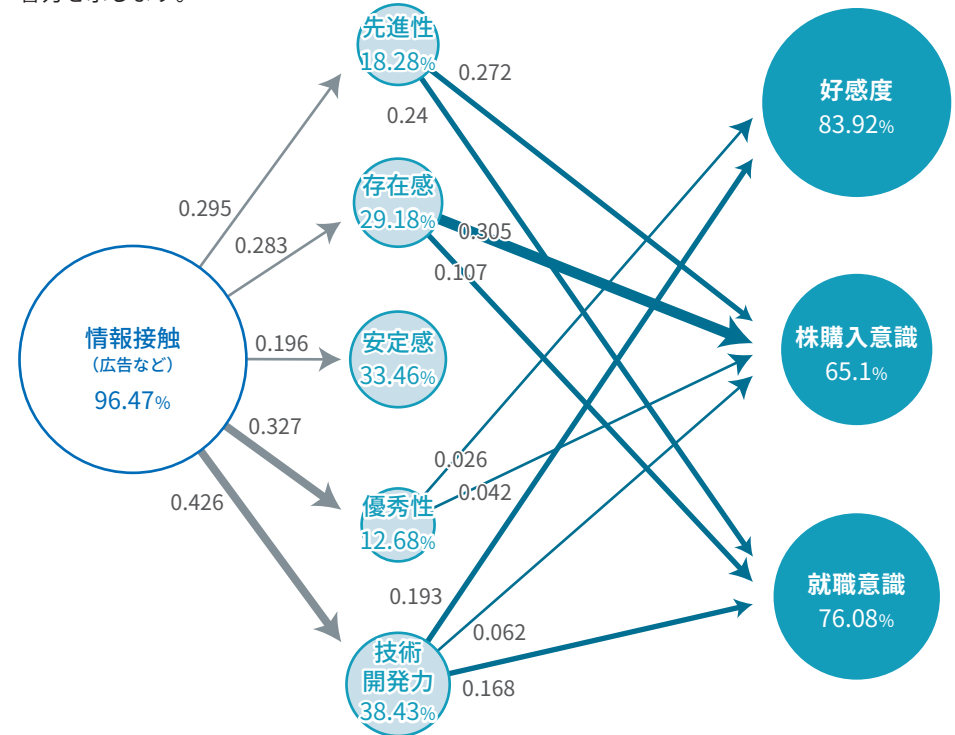 先進性
18.28%
0.272
0.24
好感度
83.92%
0.295
存在感
29.18%
0.283
0.305
0.107
情報接触
（広告など）
96.47%
0.196
安定感
33.46%
株購入意識
65.1%
0.327
0.426
0.026
0.042
優秀性
12.68%
0.193
0.062
0.168
技術
開発力
38.43%
就職意識
76.08%